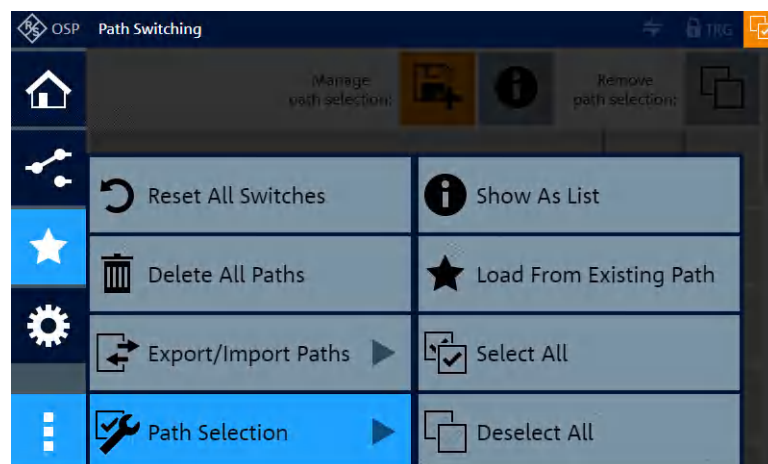 OSP Path Switching TRG
Manage
path selection:
Remove
path selection:
Reset All Switches
Show As List
Delete All Paths
Load From Existing Path
Export/Import Paths
Select All
Path Selection
Deselect All